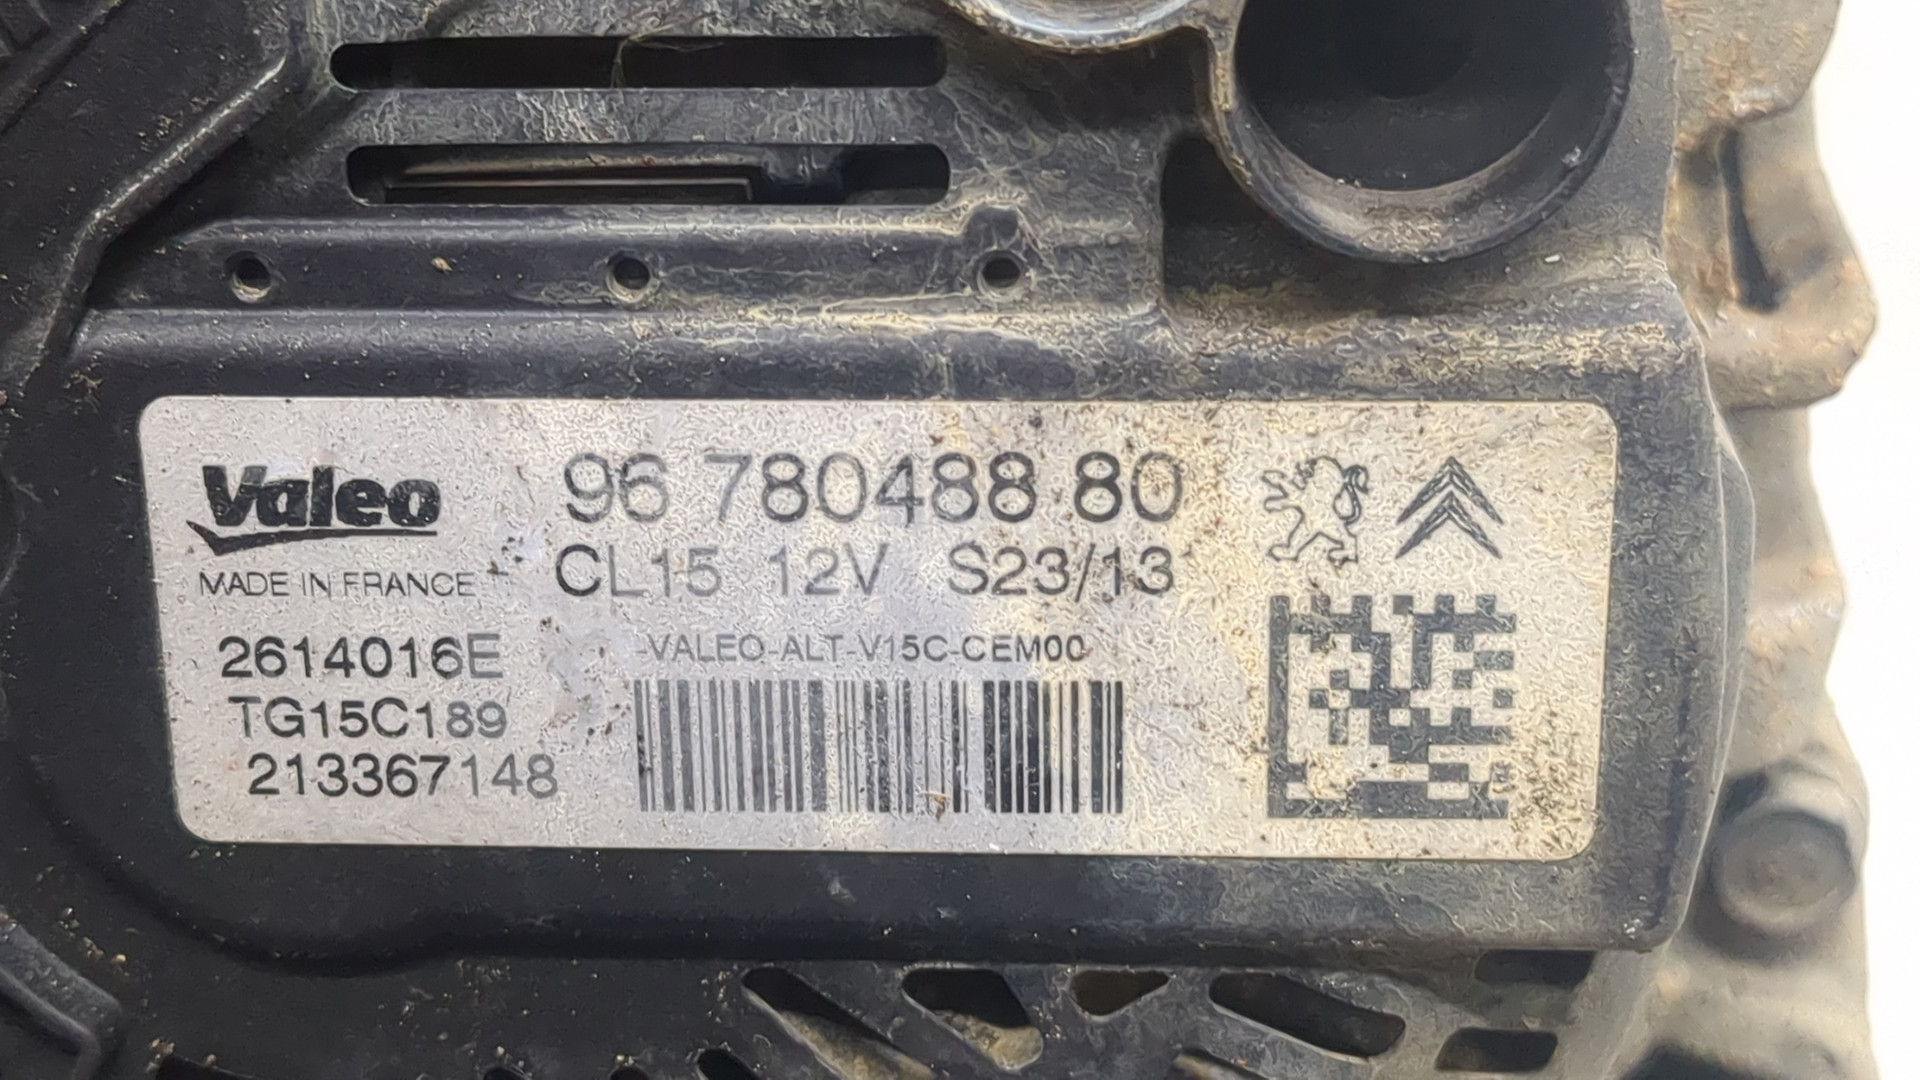 Valeo
MADE IN FRANCE
96 780488 80
CL15 12V S23/13
2614016E
TG15C189
213367148
-VALEO-ALT-V15C-CEM00